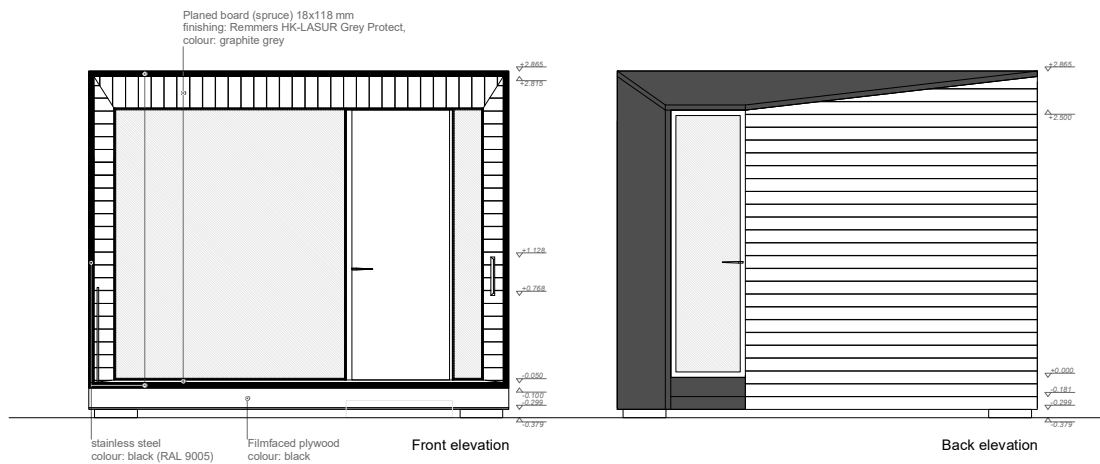 Planed board (spruce) 18x118 mm
finishing: Remmers HK-LASUR Grey Protect,
colour: graphite grey
+2.865
+2.815
+1.128
+0.768
-0.050
-0.100
-0.299
-0.379
stainless steel
colour: black (RAL 9005)
Filmfaced plywood
colour: black
Front elevation
+2.865
+2.500
+0.000
-0.181
-0.299
-0.379
Back elevation